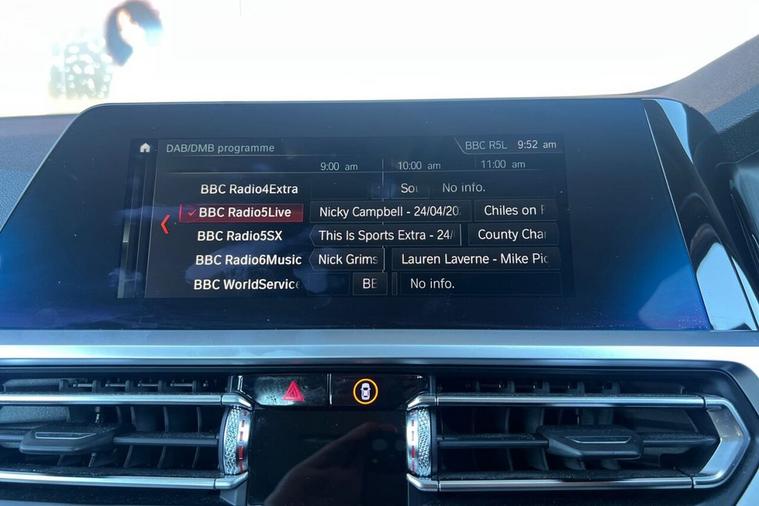 DAB/DMB programme BBC R5L 9:52 am
9:00 am 10:00 am 11:00 am
BBC Radio4Extra Sou No info.
BBC Radio5Live Nicky Campbell - 24/04/20 Chiles on F
BBC Radio5SX This Is Sports Extra - 24/ County Cha
BBC Radio6Music Nick Grims Lauren Laverne - Mike Pic
BBC WorldService BE No info.